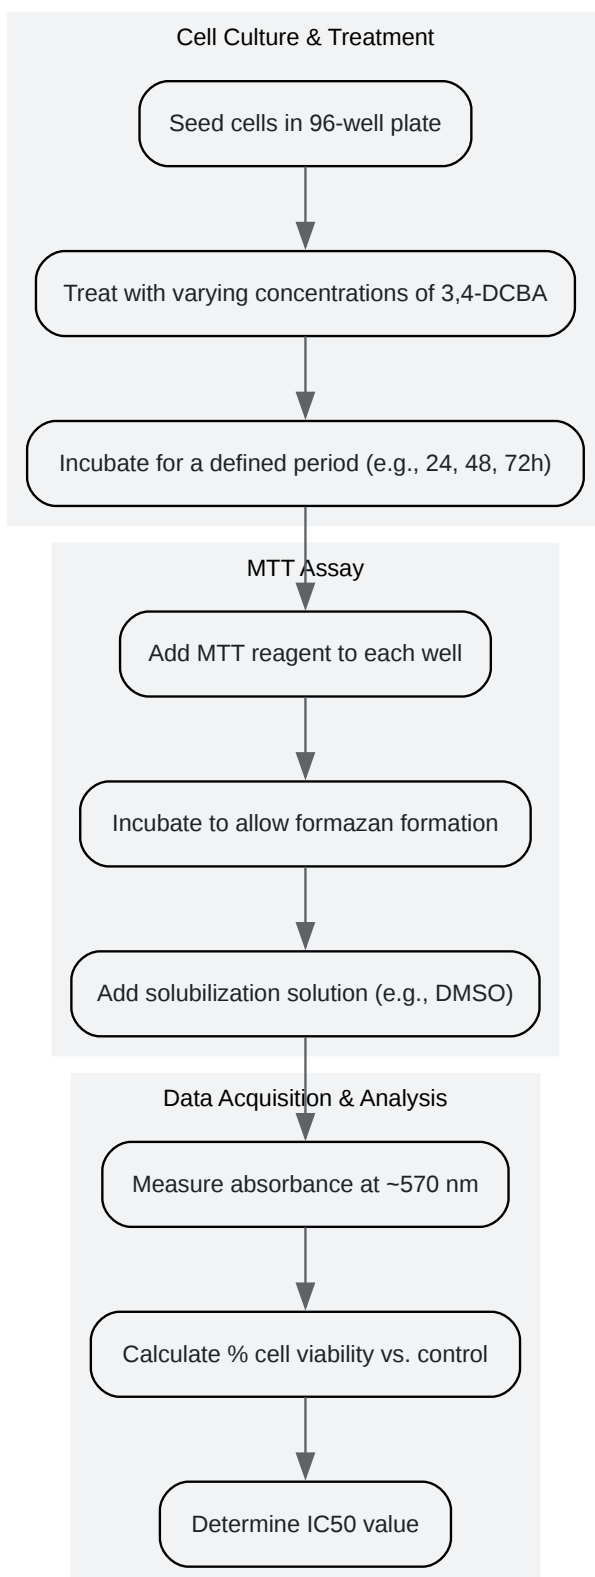 Cell Culture & Treatment
Seed cells in 96-well plate
Treat with varying concentrations of 3,4-DCBA
Incubate for a defined period (e.g., 24, 48, 72h)
MTT Assay
Add MTT reagent to each well
Incubate to allow formazan formation
Add solubilization solution (e.g., DMSO)
Data Acquisition & Analysis
Measure absorbance at ~570 nm
Calculate % cell viability vs. control
Determine IC50 value